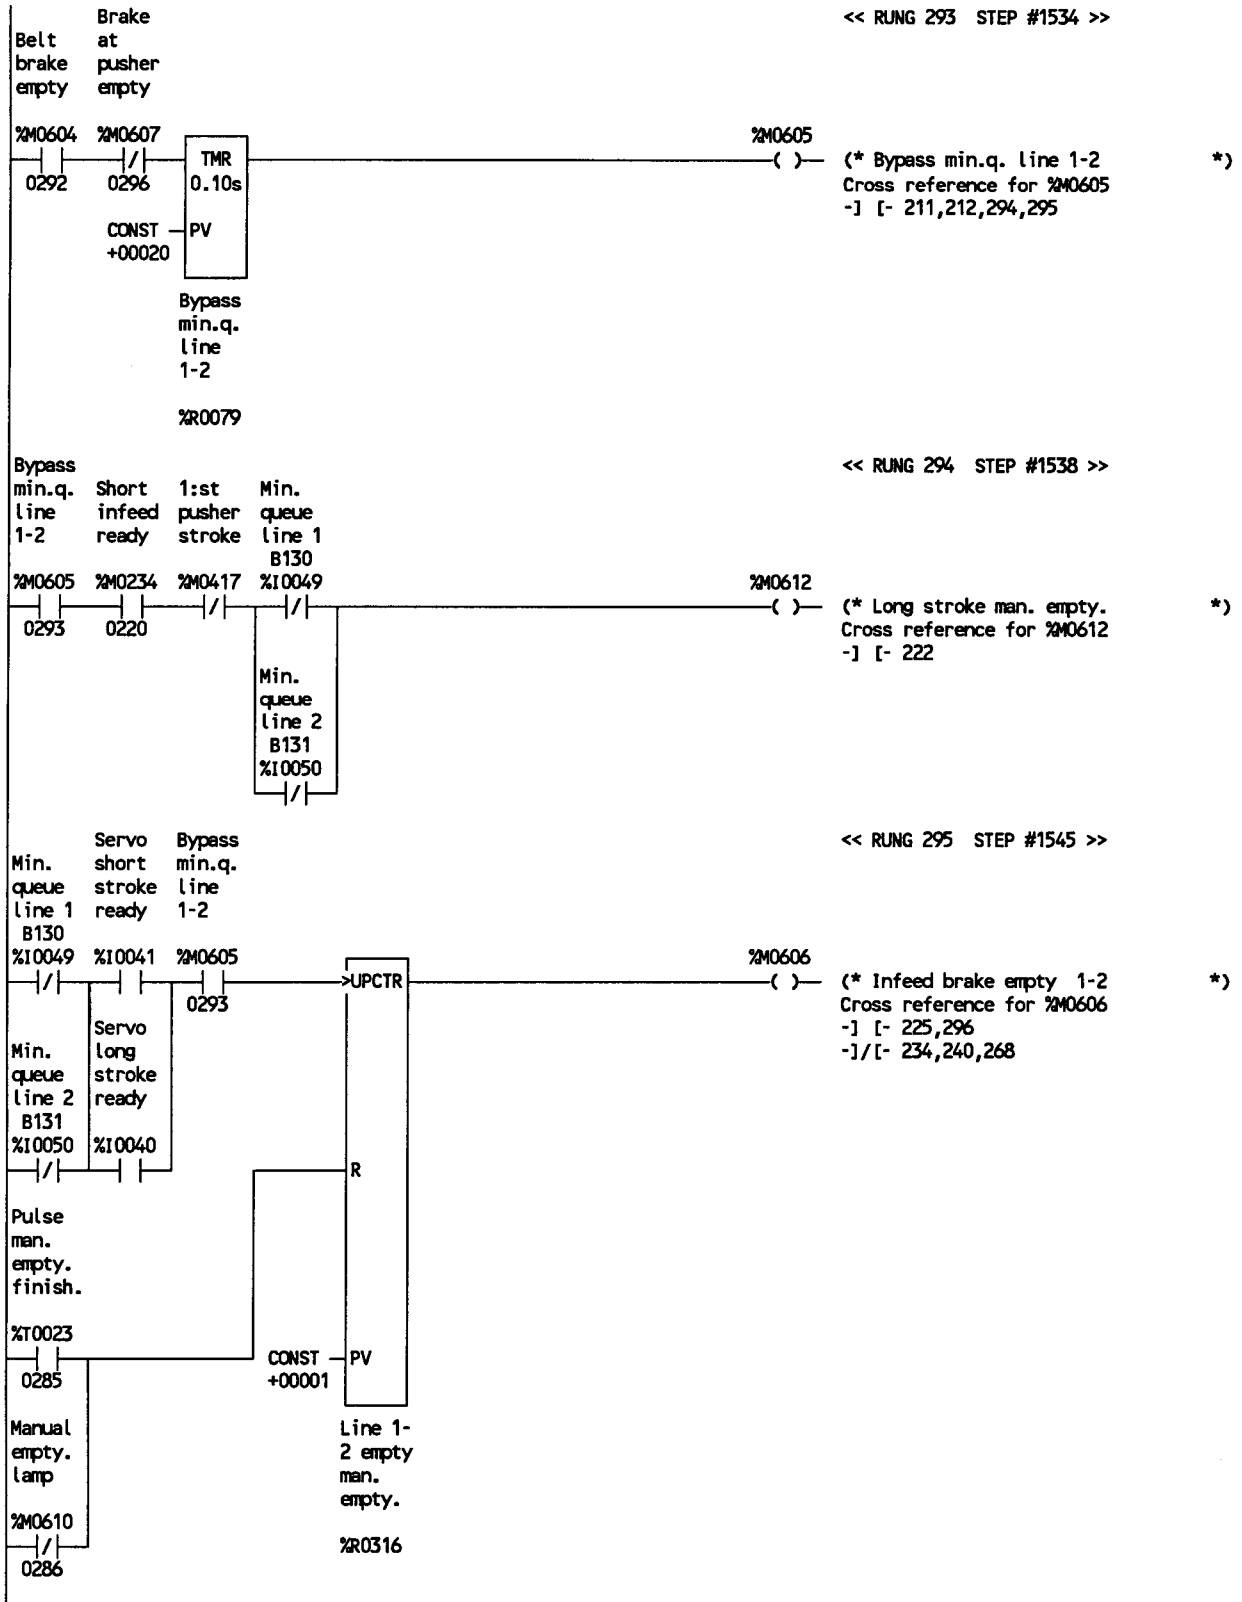 Brake << RUNG 293 STEP #1534 >>
Belt at
brake pusher
empty empty
%M0604 %M0607 %M0605
TMR (* Bypass min.q. line 1-2 *)
0292 0296 0.10s Cross reference for %M0605
-] [- 211,212,294,295
CONST PV
+00020
Bypass
min.q.
line
1-2
%R0079
Bypass << RUNG 294 STEP #1538 >>
min.q. Short 1:st Min.
line infeed pusher queue
1-2 ready stroke line 1
B130
%M0605 %M0234 %M0417 %I0049 %M0612
(* Long stroke man. empty. *)
0293 0220 Cross reference for %M0612
-] [- 222
Min.
queue
line 2
B131
%I0050
Servo Bypass << RUNG 295 STEP #1545 >>
Min. short min.q.
queue stroke line
line 1 ready 1-2
B130
%I0049 %I0041 %M0605 %M0606
>UPCTR (* Infeed brake empty 1-2 *)
0293 Cross reference for %M0606
Servo -] [- 225,296
Min. long -]/[- 234,240,268
queue stroke
line 2 ready
B131
%I0050 %I0040
R
Pulse
man.
empty.
finish.
%T0023
CONST PV
0285 +00001
Manual Line 1-
empty. 2 empty
lamp man.
empty.
%M0610
%R0316
0286